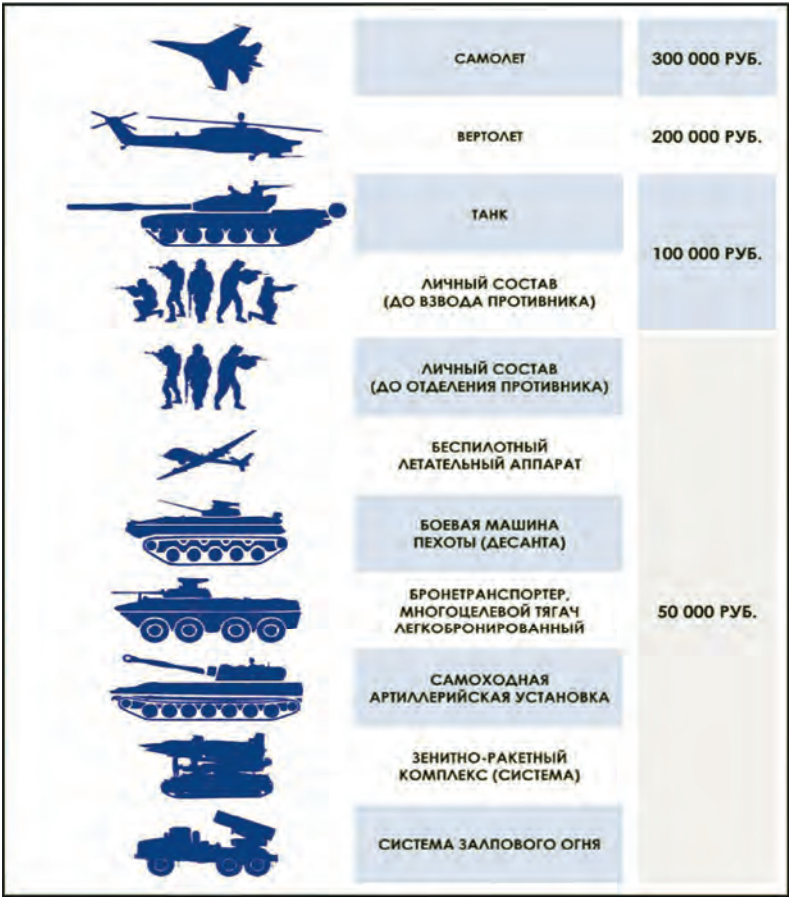 САМОЛЕТ
300 000 РУБ.
ВЕРТОЛЕТ
200 000 РУБ.
ТАНК
100 000 РУБ.
ЛИЧНЫЙ СОСТАВ
(ДО ВЗВОДА ПРОТИВНИКА)
ЛИЧНЫЙ СОСТАВ
(ДО ОТДЕЛЕНИЯ ПРОТИВНИКА)
БЕСПИЛОТНЫЙ
ЛЕТАТЕЛЬНЫЙ АППАРАТ
БОЕВАЯ МАШИНА
ПЕХОТЫ (ДЕСАНТА)
БРОНЕТРАНСПОРТЕР,
МНОГОЦЕЛЕВОЙ ТЯГАЧ
ЛЕГКОБРОНИРОВАННЫЙ
50 000 РУБ.
САМОХОДНАЯ
АРТИЛЛЕРИЙСКАЯ УСТАНОВКА
ЗЕНИТНО-РАКЕТНЫЙ
КОМПЛЕКС (СИСТЕМА)
СИСТЕМА ЗАЛПОВОГО ОГНЯ